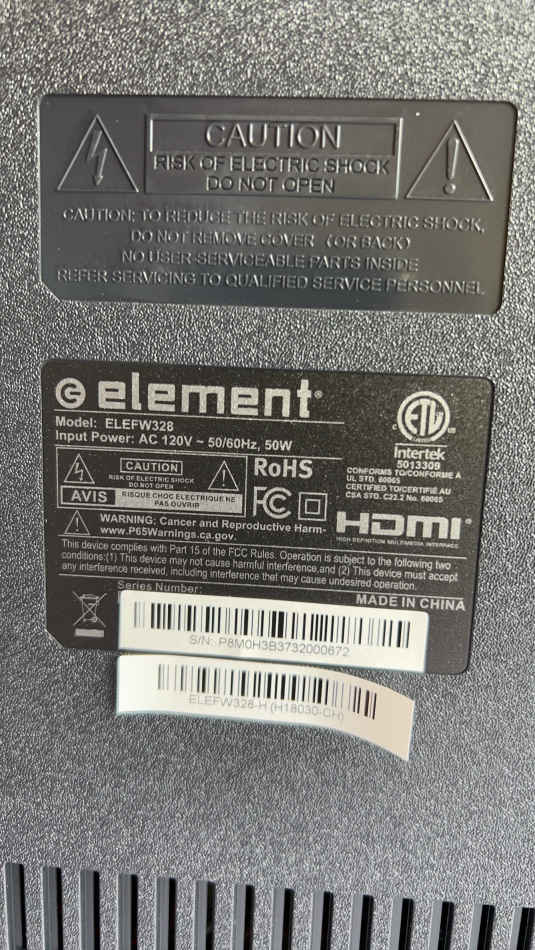 CAUTION
RISK OF ELECTRIC SHOCK
DO NOT OPEN
CAUTION: TO REDUCE THE RISK OF ELECTRIC SHOCK,
DO NOT REMOVE COVER (OR BACK)
NO USER-SERVICEABLE PARTS INSIDE
REFER SERVICING TO QUALIFIED SERVICE PERSONNEL
e element®
Model: ELEFW328
Input Power: AC 120V ~ 50/60Hz, 50W
CAUTION
RISK OF ELECTRIC SHOCK
DO NOT OPEN
AVIS
RISQUE CHOC ELECTRIQUE NE
PAS OUVRIR
RoHS
FC
C ETL US
Intertek
5013309
CONFORMS TO/CONFORME A
UL STD. 60065
CERTIFIED TO/CERTIFIÉ AU
CSA STD. C22.2 No. 60065
WARNING: Cancer and Reproductive Harm-
www.P65Warnings.ca.gov.
HDMI®
HIGH DEFINITION MULTIMEDIA INTERFACE
This device complies with Part 15 of the FCC Rules. Operation is subject to the following two
conditions:(1) This device may not cause harmful interference,and (2) This device must accept
any interference received, including interference that may cause undesired operation.
Series Number:
MADE IN CHINA
S/N: P8M0H3B3732000672
ELEFW328-H (H18030-CH)